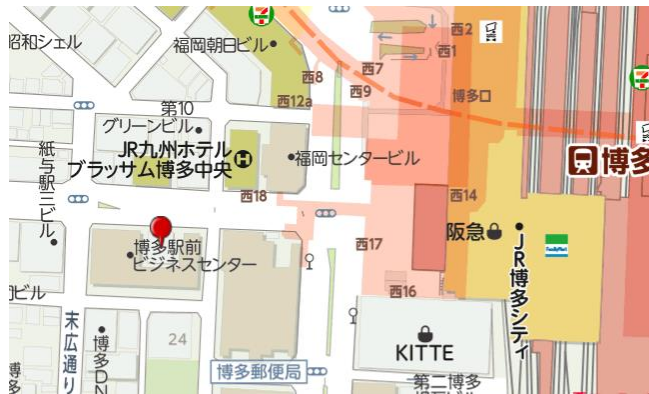 昭和シェル
福岡朝日ビル
西2
西1
西7
西8
西9
西12a
博多口
第10
グリーンビル
JR九州ホテル
ブラッサム博多中央
H
福岡センタービル
博多
紙与駅三ビル
西18
西14
阪急
JR博多シティ
FamilyMart
博多駅前
ビジネスセンター
西17
西16
ビル
末広通り
博多DN
24
KITTE
博多郵便局
第二博多
博多